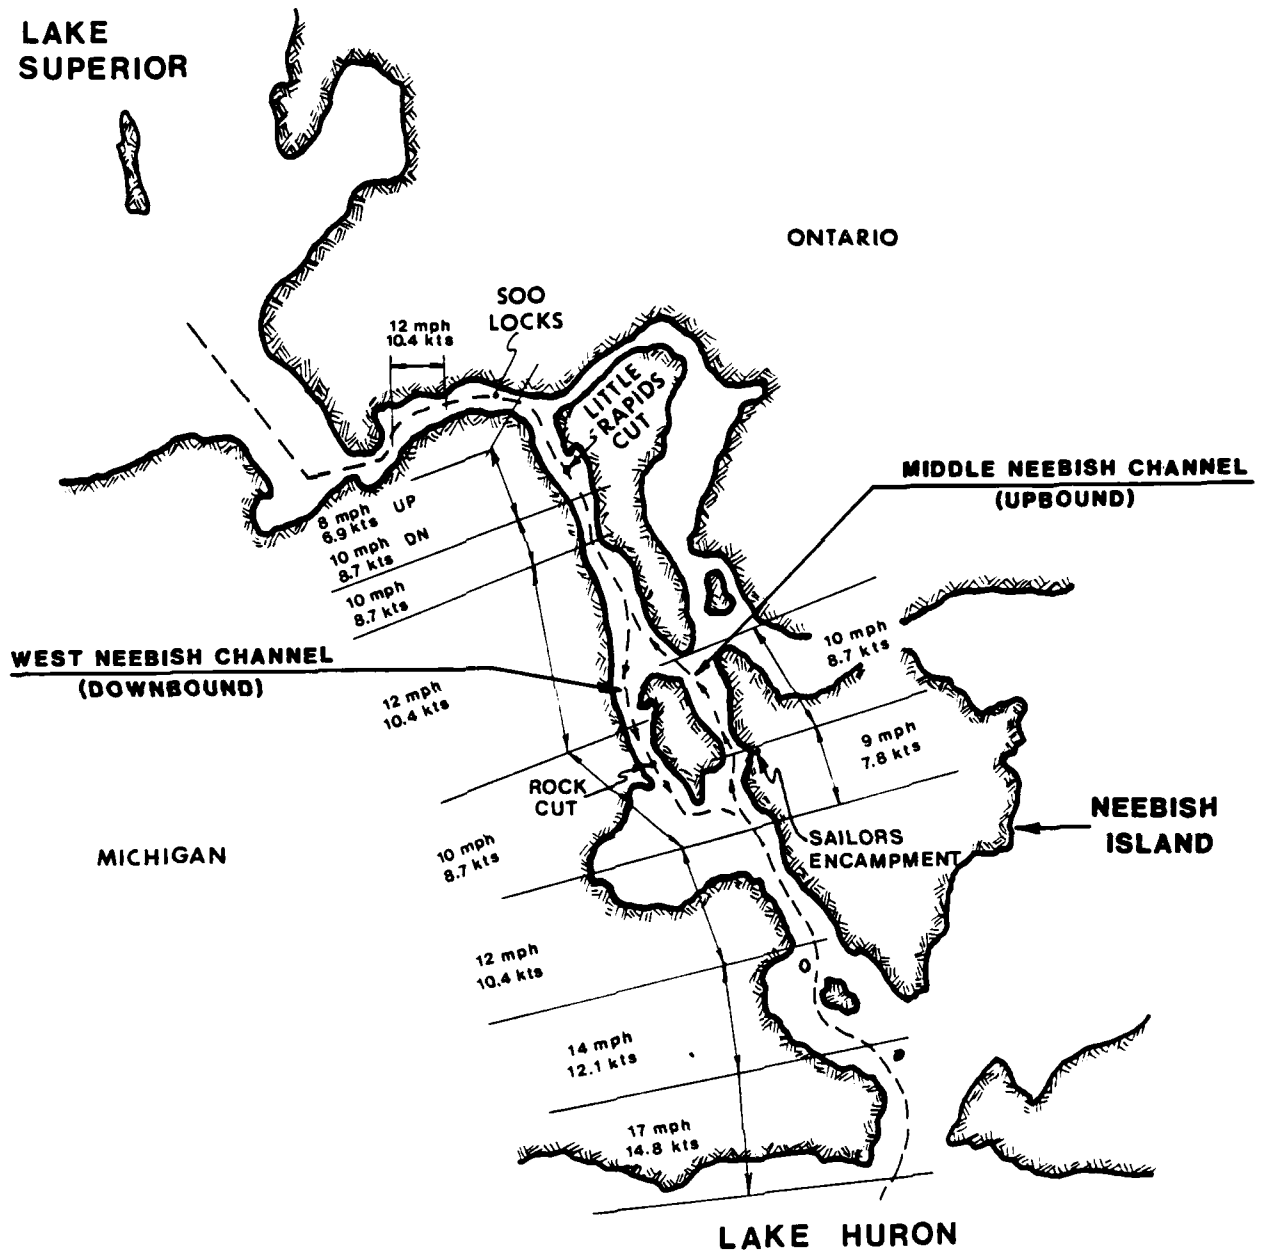 LAKE
SUPERIOR
ONTARIO
SOO
LOCKS
12 mph
10.4 kts
LITTLE
RAPIDS
CUT
MIDDLE NEEBISH CHANNEL
(UPBOUND)
8 mph UP
6.9 kts
10 mph DN
8.7 kts
10 mph
8.7 kts
WEST NEEBISH CHANNEL
(DOWNBOUND)
10 mph
8.7 kts
12 mph
10.4 kts
9 mph
7.8 kts
ROCK
CUT
NEEBISH
ISLAND
SAILORS
ENCAMPMENT
MICHIGAN
10 mph
8.7 kts
12 mph
10.4 kts
14 mph
12.1 kts
17 mph
14.8 kts
LAKE HURON